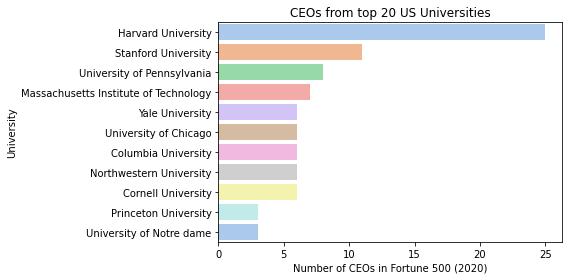 CEOs from top 20 US Universities
University
Harvard University
Stanford University
University of Pennsylvania
Massachusetts Institute of Technology
Yale University
University of Chicago
Columbia University
Northwestern University
Cornell University
Princeton University
University of Notre dame
0 5 10 15 20 25
Number of CEOs in Fortune 500 (2020)